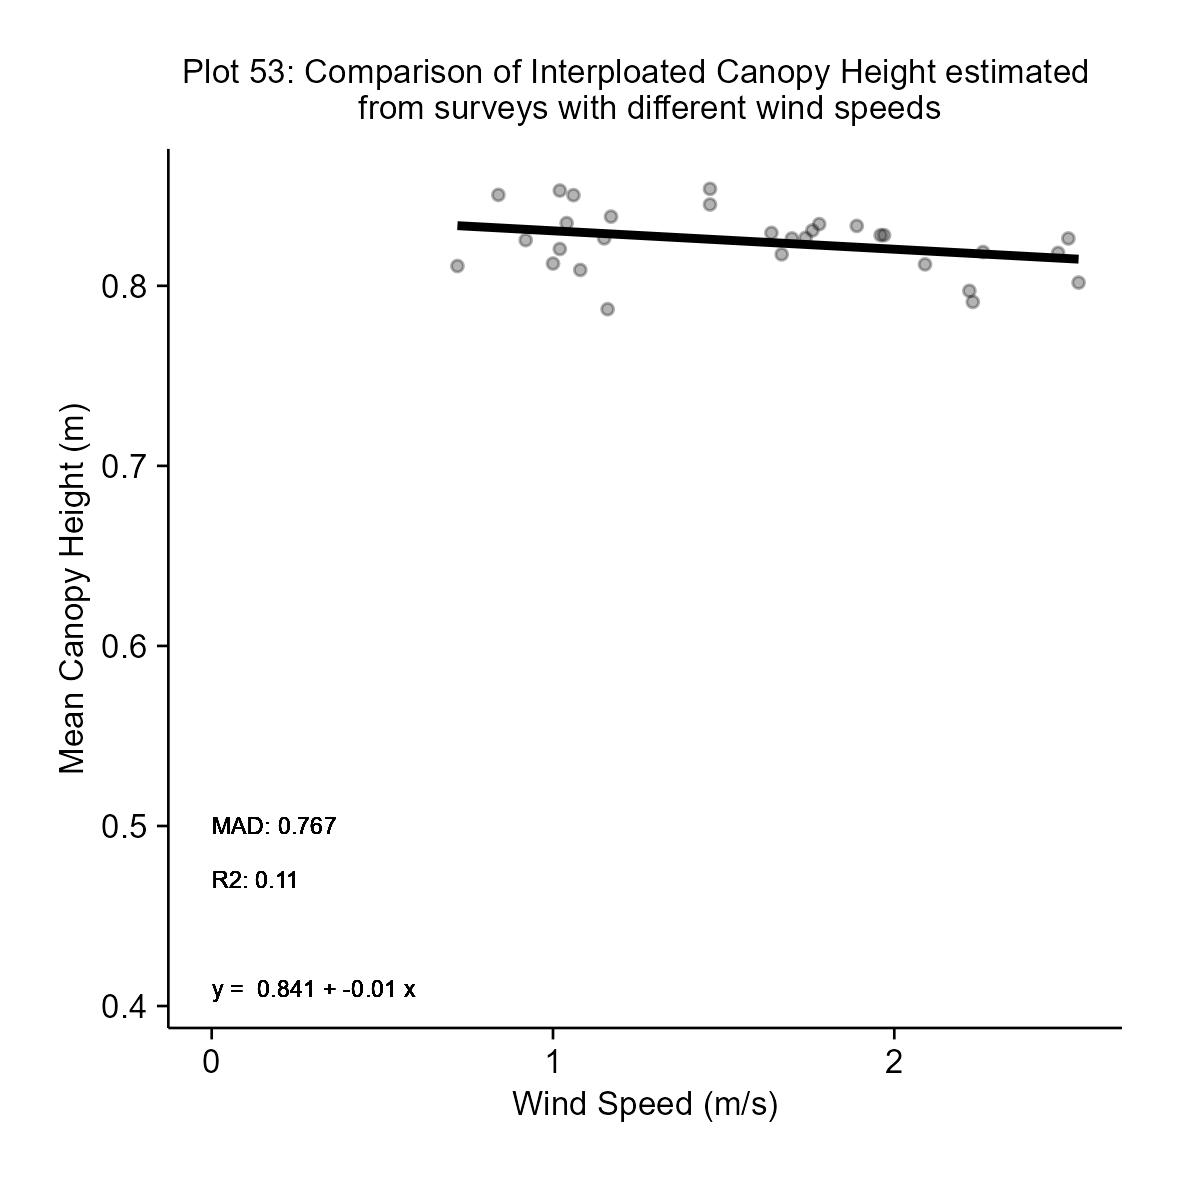 Plot 53: Comparison of Interploated Canopy Height estimated
from surveys with different wind speeds
Mean Canopy Height (m)
0.8
0.7
0.6
0.5
0.4
MAD: 0.767
R2: 0.11
y =  0.841 + -0.01 x
0
1
2
Wind Speed (m/s)